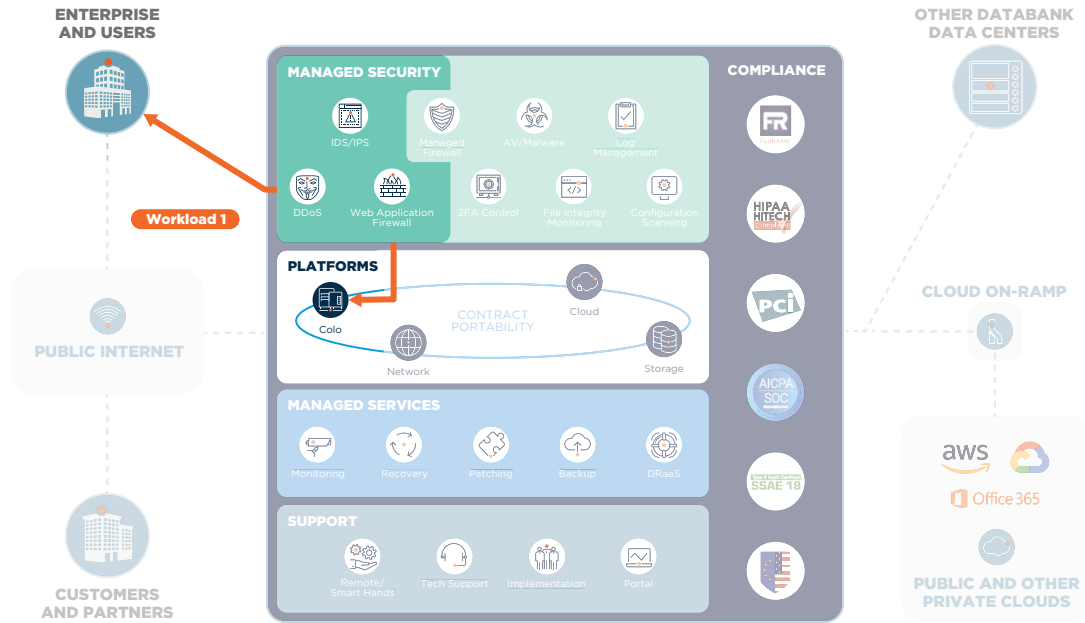 ENTERPRISE
AND USERS
OTHER DATABANK
DATA CENTERS
MANAGED SECURITY
COMPLIANCE
IDS/IPS
Managed
Firewall
AV/Malware
Log
Management
FR
FedRAMP
DDoS
Web Application
Firewall
2FA Control
File Integrity
Monitoring
Configuration
Scanning
HIPAA
HITECH
Compliant
Workload 1
PLATFORMS
Colo
CONTRACT
PORTABILITY
Cloud
Network
Storage
PCi
PUBLIC INTERNET
CLOUD ON-RAMP
MANAGED SERVICES
Monitoring
Recovery
Patching
Backup
DRaaS
AICPA
SOC
aws
Office 365
SSAE 18
SUPPORT
Remote/
Smart Hands
Tech Support
Implementation
Portal
CUSTOMERS
AND PARTNERS
PUBLIC AND OTHER
PRIVATE CLOUDS